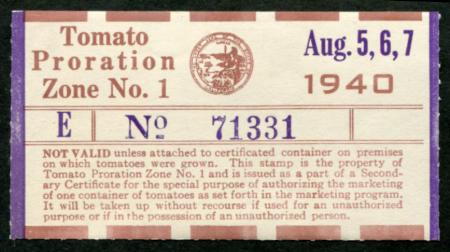 Tomato
Proration
Zone No. 1
Aug. 5, 6, 7
1940
E No 71331
NOT VALID unless attached to certificated container on premises
on which tomatoes were grown. This stamp is the property of
Tomato Proration Zone No. 1 and is issued as a part of a Second-
ary Certificate for the special purpose of authorizing the marketing
of one container of tomatoes as set forth in the marketing program.
It will be taken up without recourse if used for an unauthorized
purpose or if in the possession of an unauthorized person.